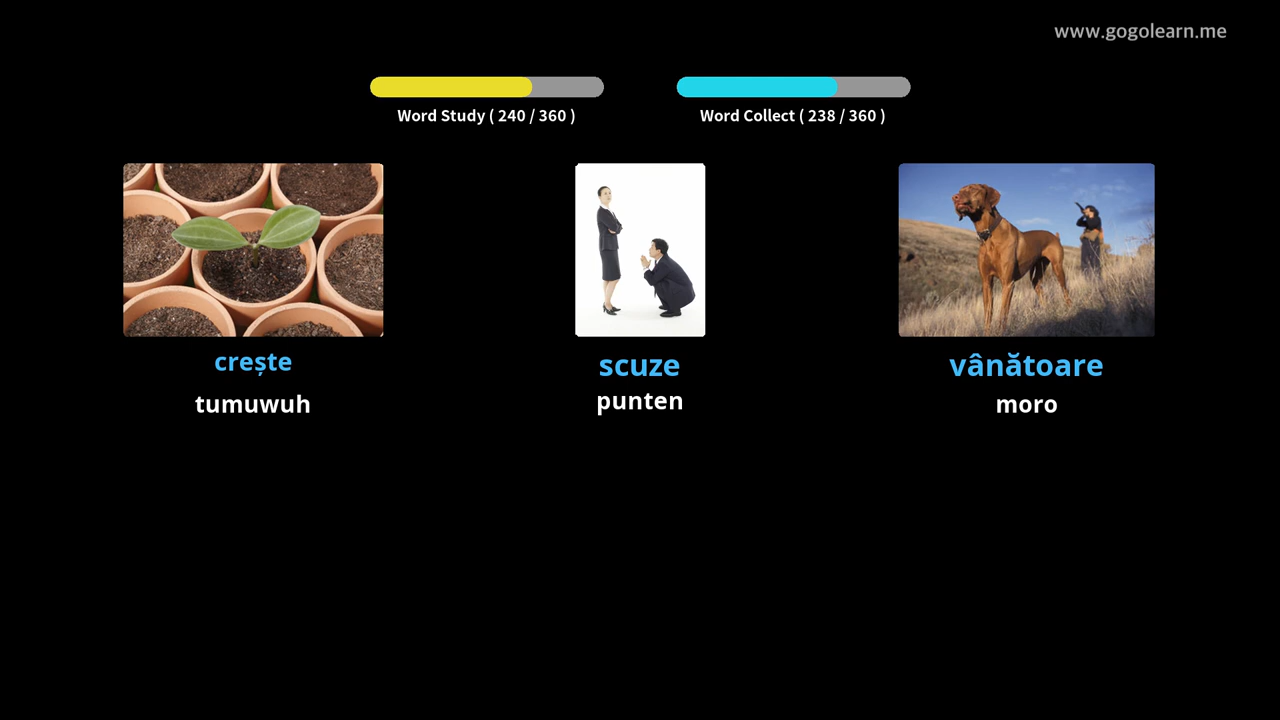 www.gogolearn.me
Word Study ( 240 / 360 )
Word Collect ( 238 / 360 )
crește
scuze
vânătoare
tumuwuh
punten
moro